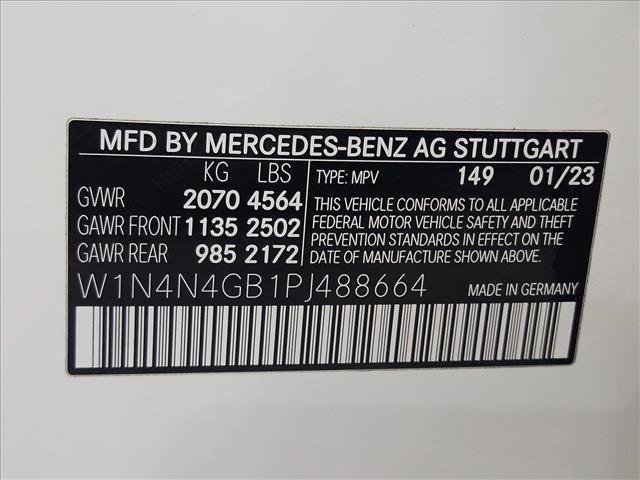 MFD BY MERCEDES-BENZ AG STUTTGART
KG LBS
GVWR 2070 4564
GAWR FRONT 1135 2502
GAWR REAR 985 2172
TYPE: MPV 149 01/23
THIS VEHICLE CONFORMS TO ALL APPLICABLE
FEDERAL MOTOR VEHICLE SAFETY AND THEFT
PREVENTION STANDARDS IN EFFECT ON THE
DATE OF MANUFACTURE SHOWN ABOVE.
W1N4N4GB1PJ488664 MADE IN GERMANY